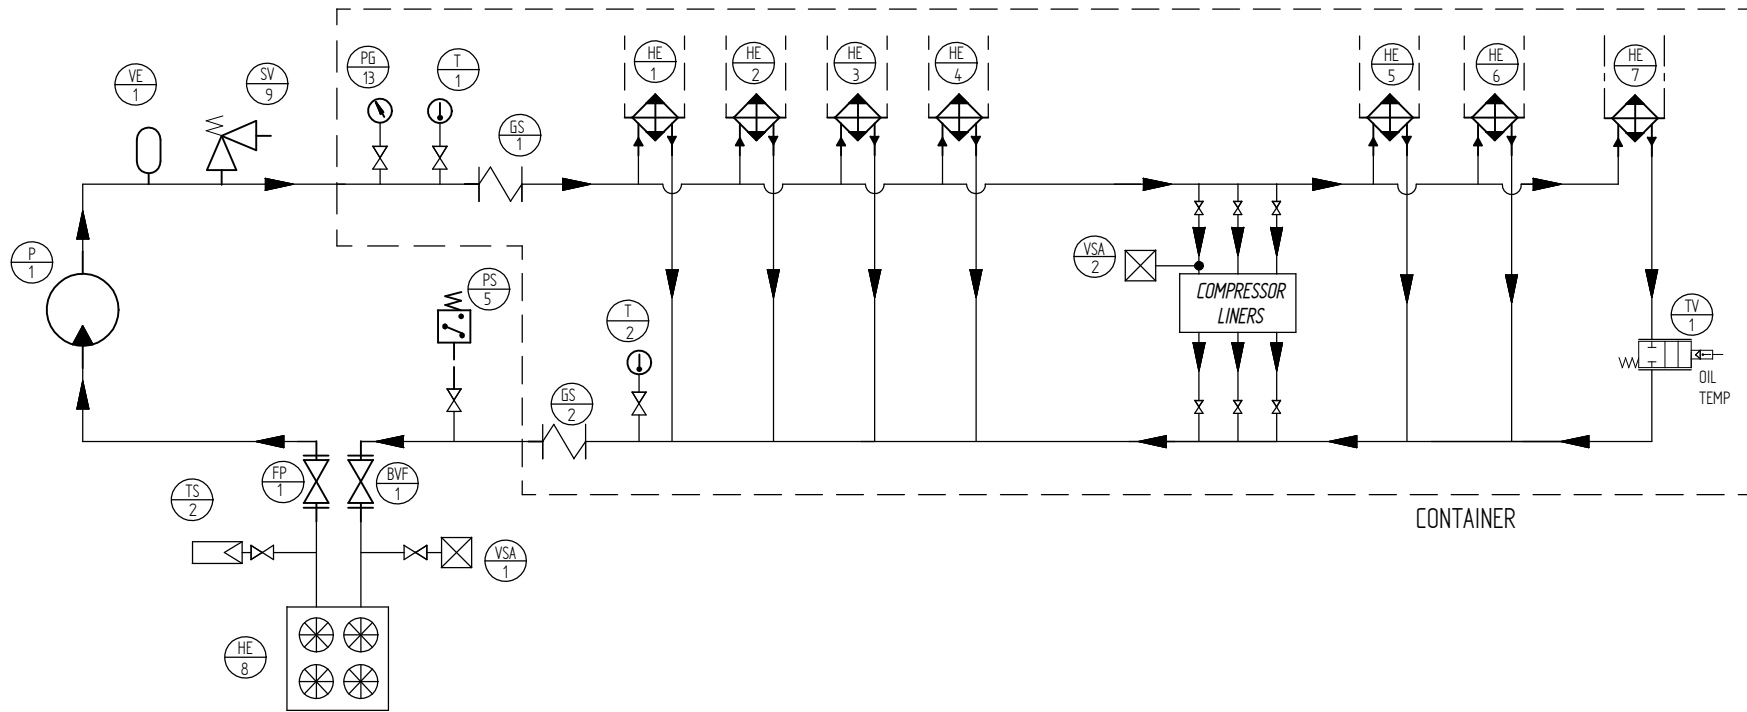 VE
1
SV
9
PG
13
T
1
GS
1
HE
1
HE
2
HE
3
HE
4
HE
5
HE
6
HE
7
P
1
PS
5
T
2
VSA
2
COMPRESSOR
LINERS
TV
1
OIL
TEMP
GS
2
FP
1
BVF
1
TS
2
VSA
1
CONTAINER
HE
8